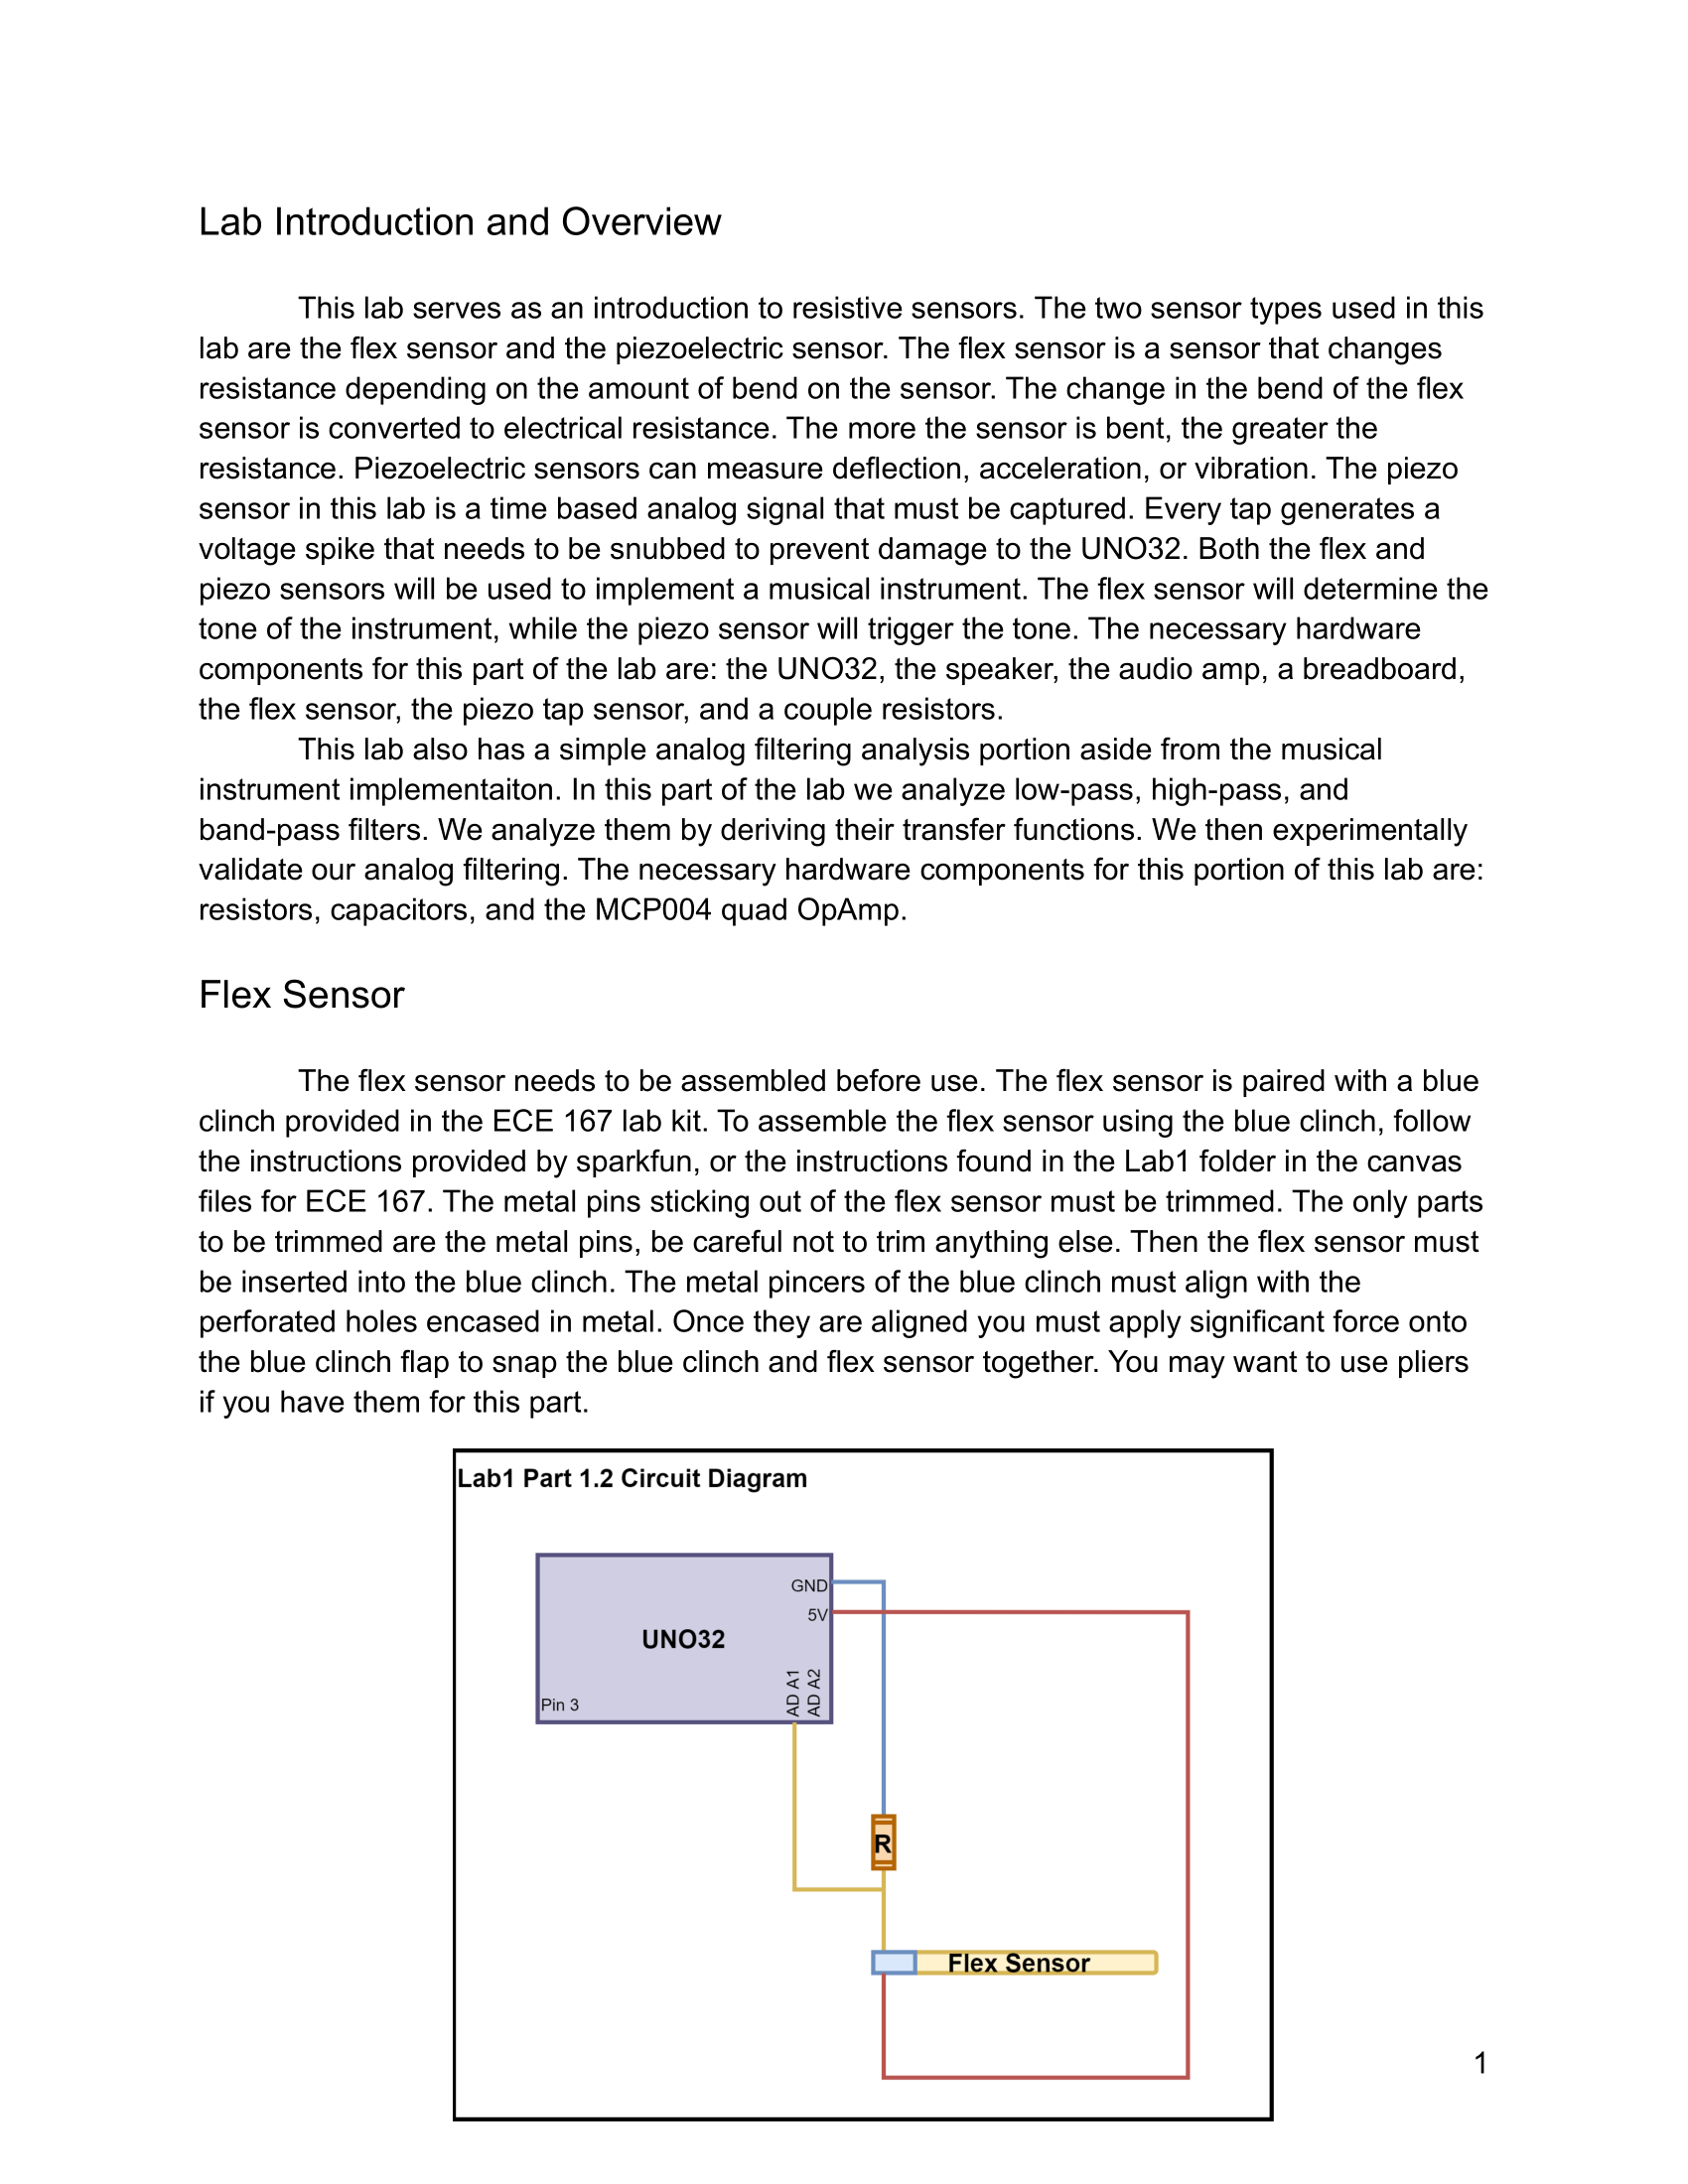 Lab Introduction and Overview
This lab serves as an introduction to resistive sensors. The two sensor types used in this
lab are the flex sensor and the piezoelectric sensor. The flex sensor is a sensor that changes
resistance depending on the amount of bend on the sensor. The change in the bend of the flex
sensor is converted to electrical resistance. The more the sensor is bent, the greater the
resistance. Piezoelectric sensors can measure deflection, acceleration, or vibration. The piezo
sensor in this lab is a time based analog signal that must be captured. Every tap generates a
voltage spike that needs to be snubbed to prevent damage to the UNO32. Both the flex and
piezo sensors will be used to implement a musical instrument. The flex sensor will determine the
tone of the instrument, while the piezo sensor will trigger the tone. The necessary hardware
components for this part of the lab are: the UNO32, the speaker, the audio amp, a breadboard,
the flex sensor, the piezo tap sensor, and a couple resistors.
This lab also has a simple analog filtering analysis portion aside from the musical
instrument implementaiton. In this part of the lab we analyze low-pass, high-pass, and
band-pass filters. We analyze them by deriving their transfer functions. We then experimentally
validate our analog filtering. The necessary hardware components for this portion of this lab are:
resistors, capacitors, and the MCP004 quad OpAmp.
Flex Sensor
The flex sensor needs to be assembled before use. The flex sensor is paired with a blue
clinch provided in the ECE 167 lab kit. To assemble the flex sensor using the blue clinch, follow
the instructions provided by sparkfun, or the instructions found in the Lab1 folder in the canvas
files for ECE 167. The metal pins sticking out of the flex sensor must be trimmed. The only parts
to be trimmed are the metal pins, be careful not to trim anything else. Then the flex sensor must
be inserted into the blue clinch. The metal pincers of the blue clinch must align with the
perforated holes encased in metal. Once they are aligned you must apply significant force onto
the blue clinch flap to snap the blue clinch and flex sensor together. You may want to use pliers
if you have them for this part.
Lab1 Part 1.2 Circuit Diagram
GND
5V
UNO32
AD A1
AD A2
Pin 3
R
Flex Sensor
1